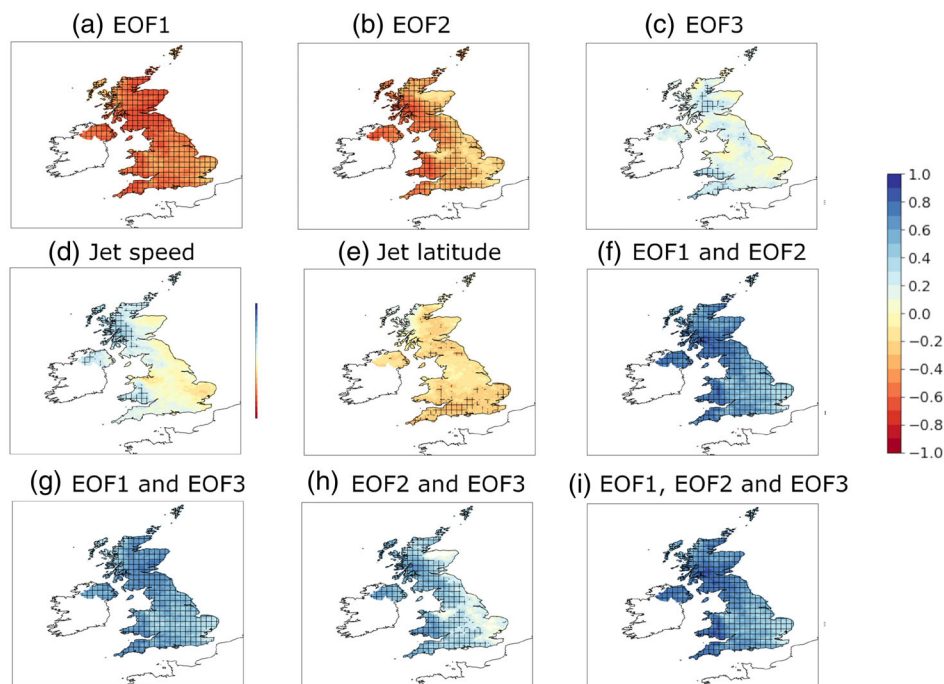 (a) EOF1
(b) EOF2
(c) EOF3
(d) Jet speed
(e) Jet latitude
(f) EOF1 and EOF2
(g) EOF1 and EOF3
(h) EOF2 and EOF3
(i) EOF1, EOF2 and EOF3
1.0
0.8
0.6
0.4
0.2
0.0
−0.2
−0.4
−0.6
−0.8
−1.0